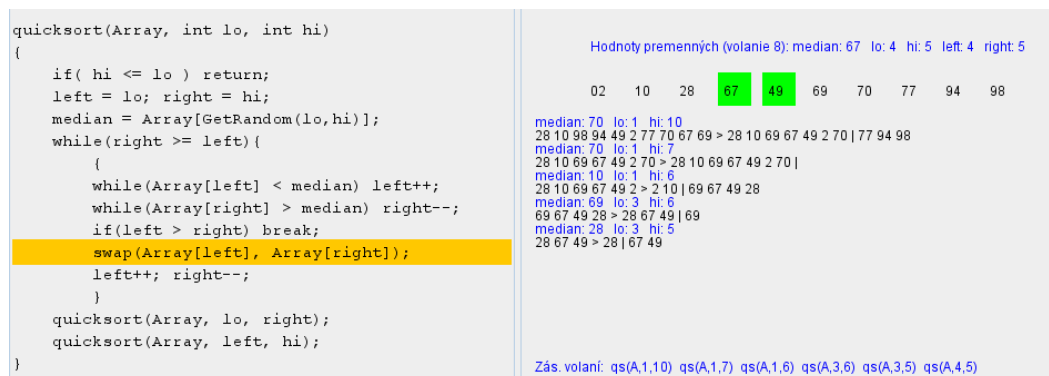 quicksort(Array, int lo, int hi)
{
if( hi <= lo ) return;
left = lo; right = hi;
median = Array[GetRandom(lo,hi)];
while(right >= left){
{
while(Array[left] < median) left++;
while(Array[right] > median) right--;
if(left > right) break;
swap(Array[left], Array[right]);
left++; right--;
}
quicksort(Array, lo, right);
quicksort(Array, left, hi);
}
Hodnoty premenných (volanie 8): median: 67 lo: 4 hi: 5 left: 4 right: 5
02 10 28 67 49 69 70 77 94 98
median: 70 lo: 1 hi: 10
28 10 98 94 49 2 77 70 67 69 > 28 10 69 67 49 2 70 | 77 94 98
median: 70 lo: 1 hi: 7
28 10 69 67 49 2 70 > 28 10 69 67 49 2 70 |
median: 10 lo: 1 hi: 6
28 10 69 67 49 2 > 2 10 | 69 67 49 28
median: 69 lo: 3 hi: 6
69 67 49 28 > 28 67 49 | 69
median: 28 lo: 3 hi: 5
28 67 49 > 28 | 67 49
Zás. volaní: qs(A,1,10) qs(A,1,7) qs(A,1,6) qs(A,3,6) qs(A,3,5) qs(A,4,5)